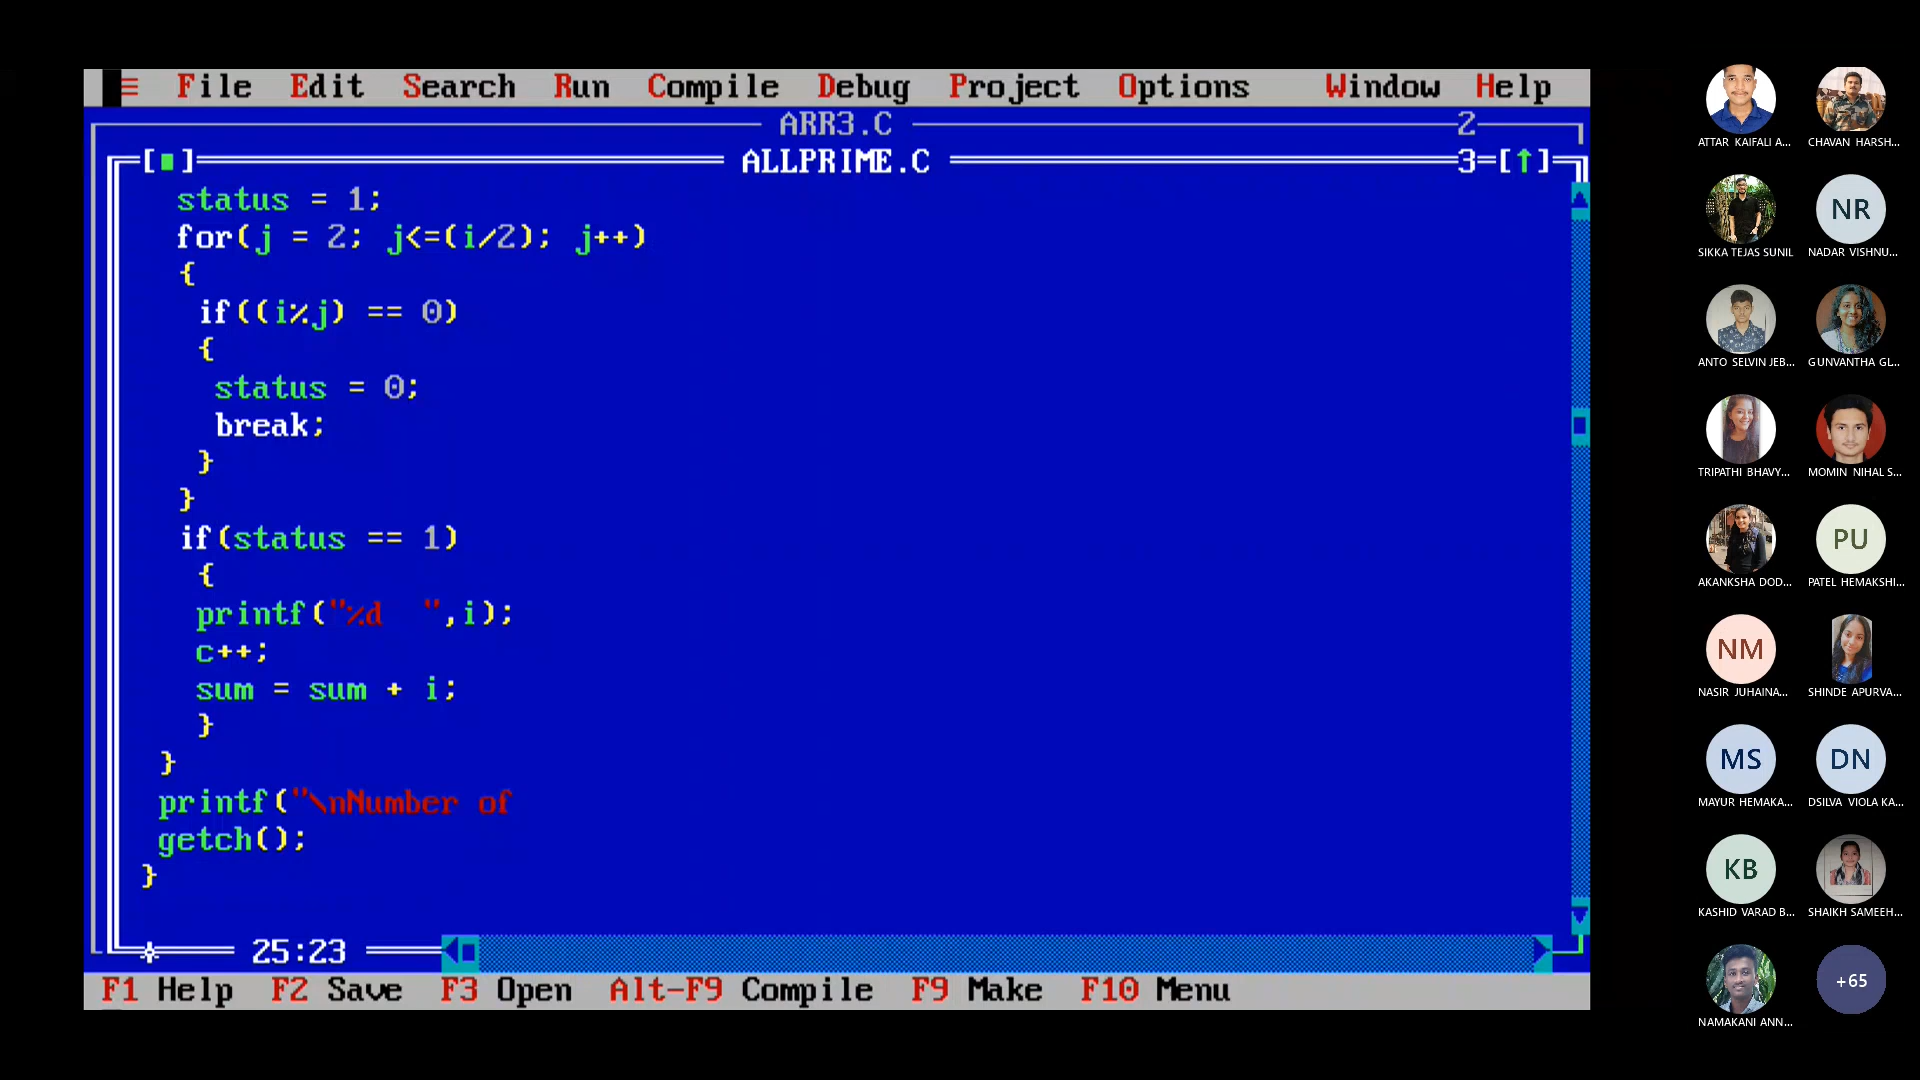 ≡ File Edit Search Run Compile Debug Project Options Window Help
ARR3.C 2
[■] ALLPRIME.C 3=[↑]
status = 1;
for(j = 2; j<=(i/2); j++)
{
if((i%j) == 0)
{
status = 0;
break;
}
}
if(status == 1)
{
printf("%d  ",i);
c++;
sum = sum + i;
}
}
printf("\nNumber of
getch();
}
25:23
F1 Help F2 Save F3 Open Alt-F9 Compile F9 Make F10 Menu
ATTAR KAIFALI A...
CHAVAN HARSH...
SIKKA TEJAS SUNIL
NR
NADAR VISHNU...
ANTO SELVIN JEB...
GUNVANTHA GL...
TRIPATHI BHAVY...
MOMIN NIHAL S...
AKANKSHA DOD...
PU
PATEL HEMAKSHI...
NM
NASIR JUHAINA...
SHINDE APURVA...
MS
MAYUR HEMAKA...
DN
DSILVA VIOLA KA...
KB
KASHID VARAD B...
SHAIKH SAMEEH...
NAMAKANI ANN...
+65